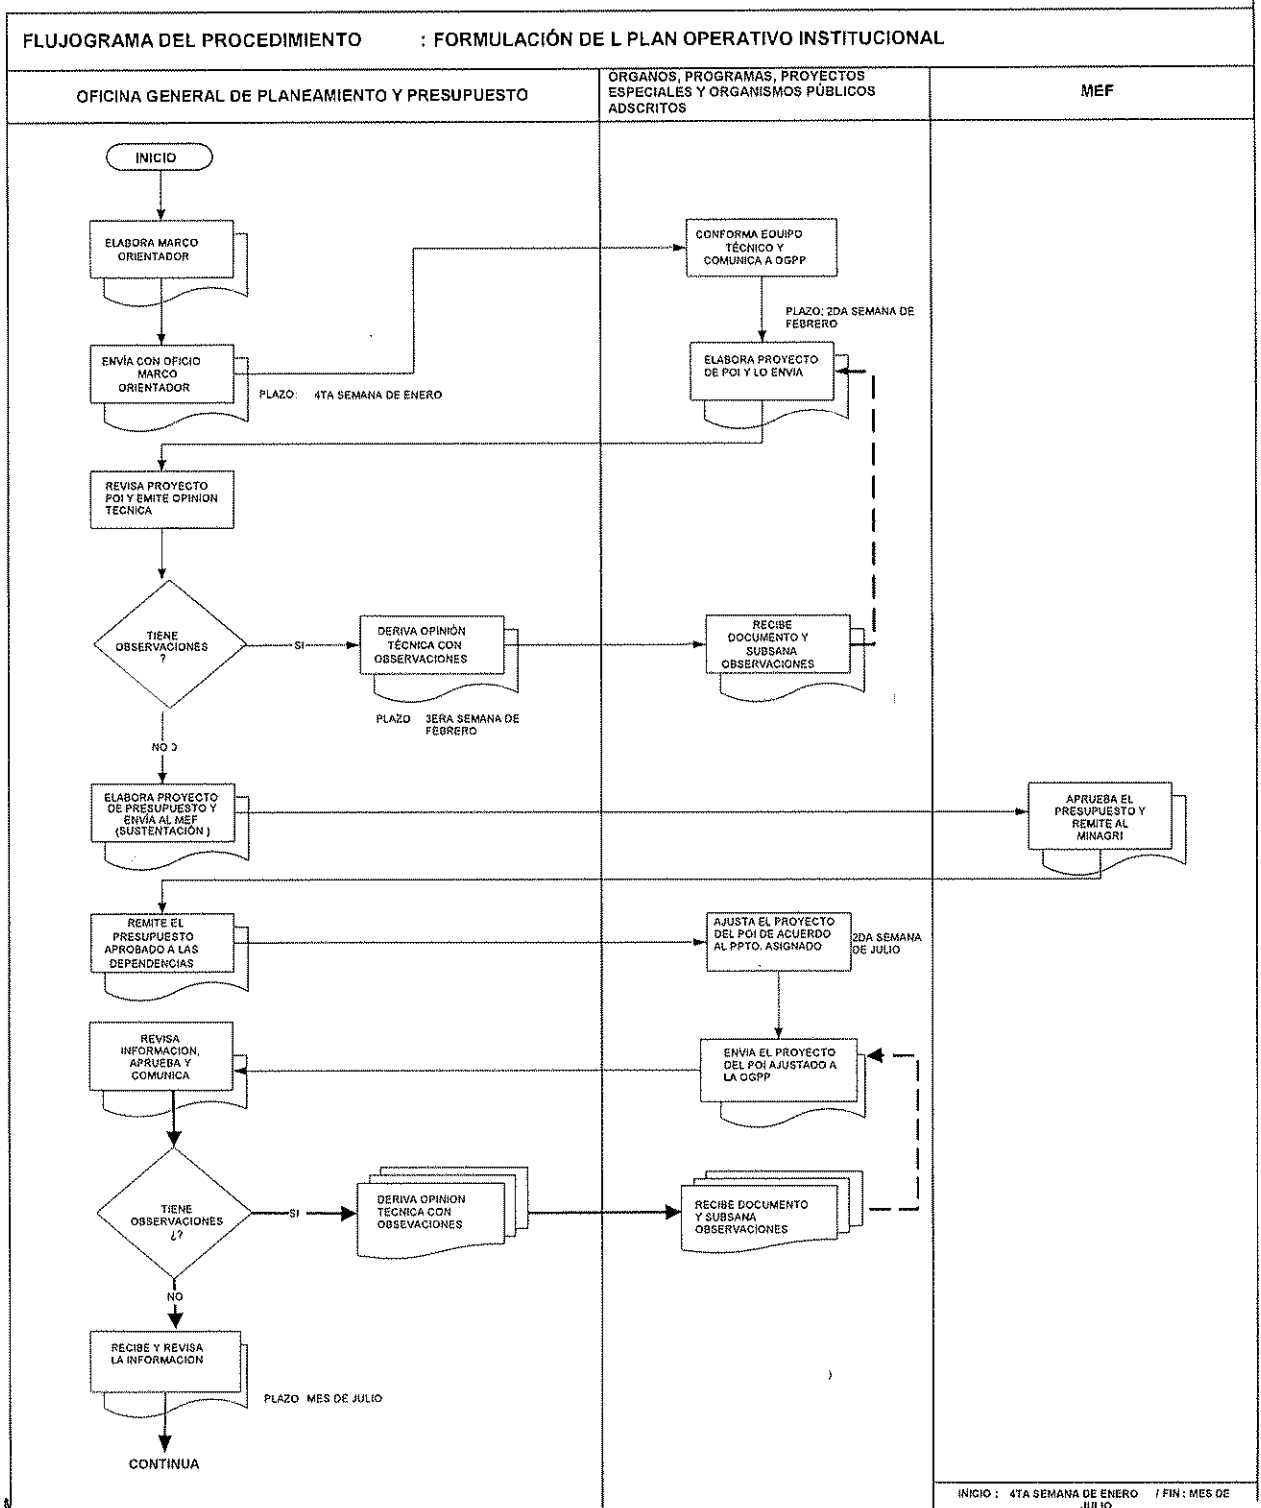 FLUJOGRAMA DEL PROCEDIMIENTO : FORMULACIÓN DE L PLAN OPERATIVO INSTITUCIONAL
OFICINA GENERAL DE PLANEAMIENTO Y PRESUPUESTO
ÓRGANOS, PROGRAMAS, PROYECTOS
ESPECIALES Y ORGANISMOS PÚBLICOS
ADSCRITOS
MEF
INICIO
ELABORA MARCO
ORIENTADOR
CONFORMA EQUIPO
TÉCNICO Y
COMUNICA A OGPP
PLAZO: 2DA SEMANA DE
FEBRERO
ENVÍA CON OFICIO
MARCO
ORIENTADOR
PLAZO: 4TA SEMANA DE ENERO
ELABORA PROYECTO
DE POI Y LO ENVÍA
REVISA PROYECTO
POI Y EMITE OPINION
TECNICA
TIENE
OBSERVACIONES
?
SI
DERIVA OPINIÓN
TÉCNICA CON
OBSERVACIONES
PLAZO 3ERA SEMANA DE
FEBRERO
RECIBE
DOCUMENTO Y
SUBSANA
OBSERVACIONES
NO
ELABORA PROYECTO
DE PRESUPUESTO Y
ENVÍA AL MEF
(SUSTENTACIÓN )
APRUEBA EL
PRESUPUESTO Y
REMITE AL
MINAGRI
REMITE EL
PRESUPUESTO
APROBADO A LAS
DEPENDENCIAS
AJUSTA EL PROYECTO
DEL POI DE ACUERDO
AL PPTO. ASIGNADO
2DA SEMANA
DE JULIO
REVISA
INFORMACION,
APRUEBA Y
COMUNICA
ENVIA EL PROYECTO
DEL POI AJUSTADO A
LA OGPP
TIENE
OBSERVACIONES
¿?
SI
DERIVA OPINION
TECNICA CON
OBSEVACIONES
RECIBE DOCUMENTO
Y SUBSANA
OBSERVACIONES
NO
RECIBE Y REVISA
LA INFORMACION
PLAZO MES DE JULIO
CONTINUA
INICIO : 4TA SEMANA DE ENERO / FIN : MES DE
JULIO